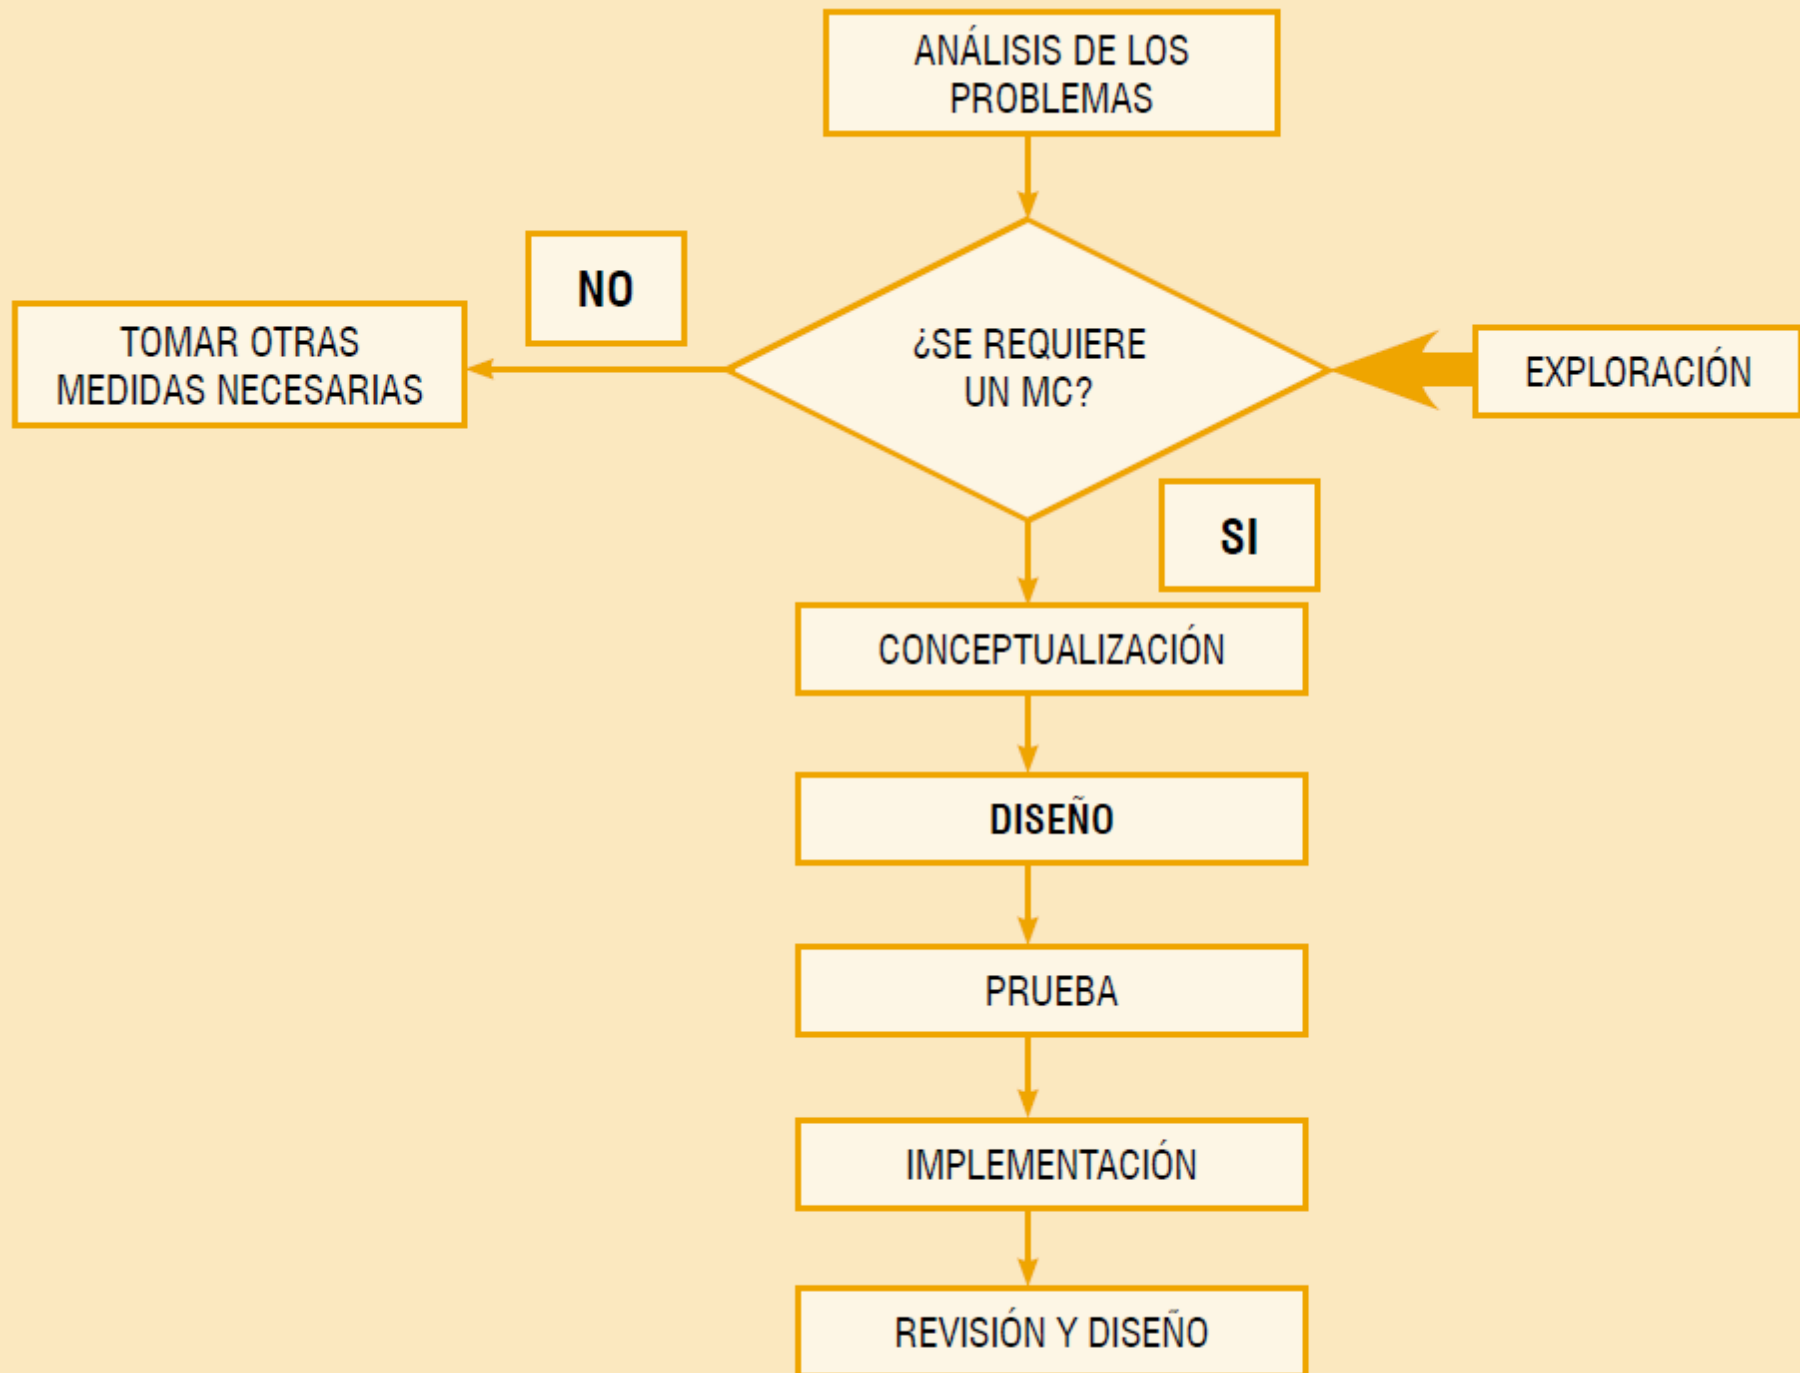 ANÁLISIS DE LOS
PROBLEMAS
NO
TOMAR OTRAS
MEDIDAS NECESARIAS
¿SE REQUIERE
UN MC?
EXPLORACIÓN
SI
CONCEPTUALIZACIÓN
DISEÑO
PRUEBA
IMPLEMENTACIÓN
REVISIÓN Y DISEÑO